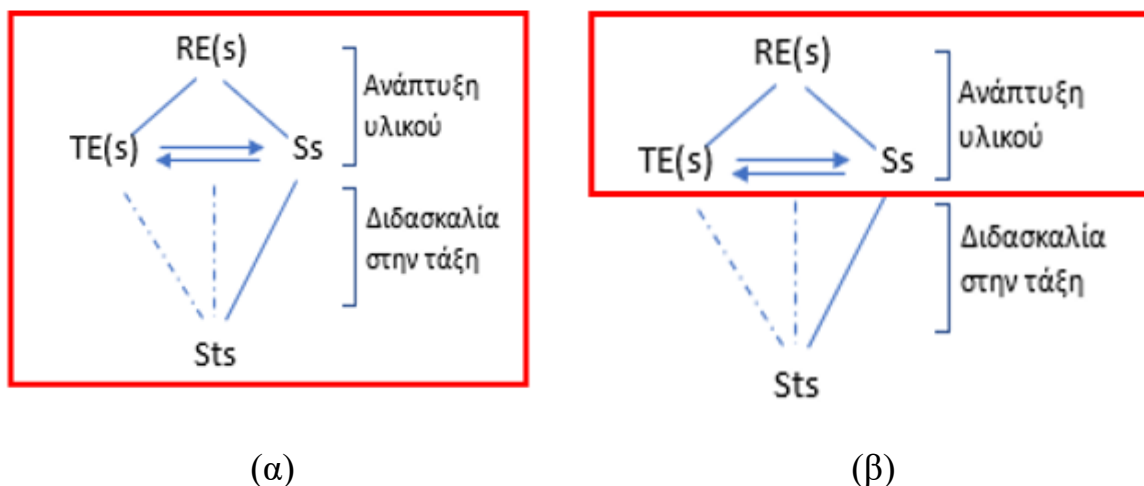 RE(s)
Ανάπτυξη
υλικού
TE(s)
Ss
Διδασκαλία
στην τάξη
Sts
(α)
RE(s)
Ανάπτυξη
υλικού
TE(s)
Ss
Διδασκαλία
στην τάξη
Sts
(β)